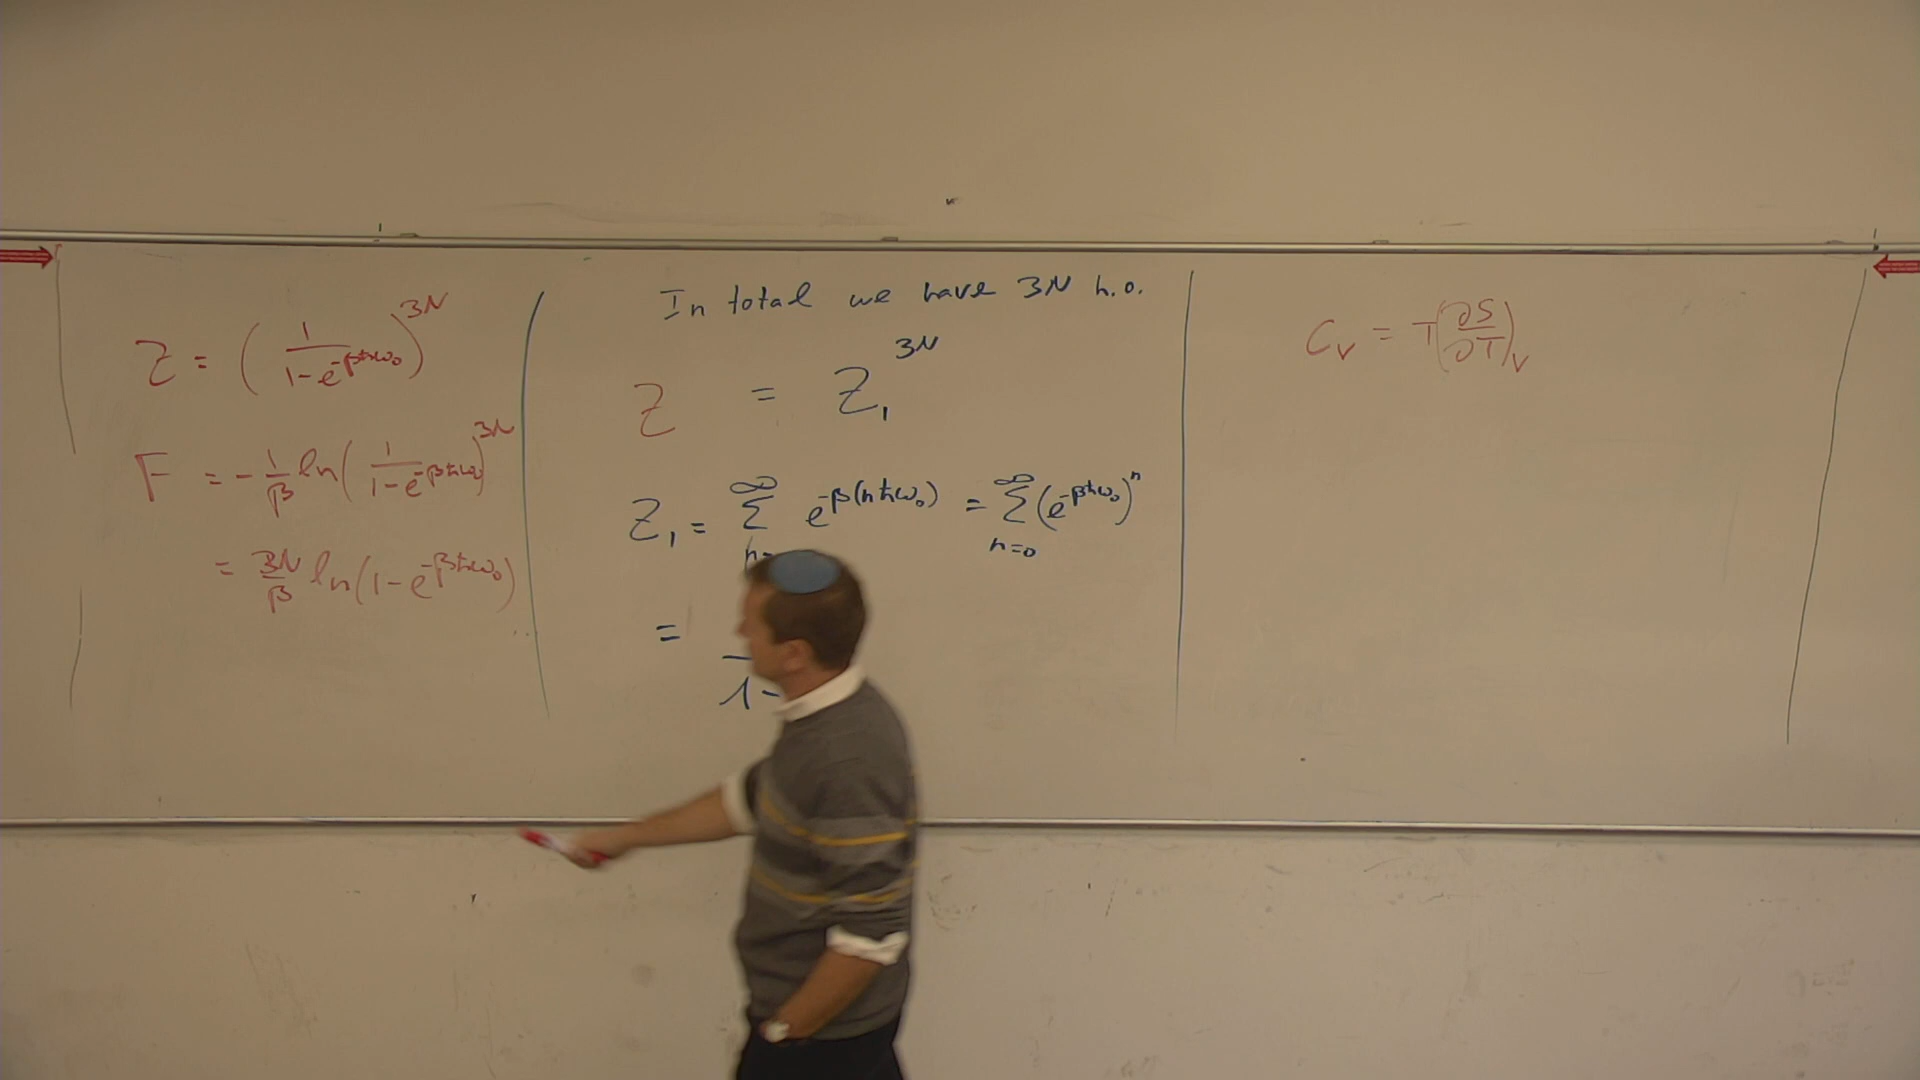 Z = ( 1 / (1 - e^{-βħω₀}) )^{3N}
F = - 1/β ln( 1 / (1 - e^{-βħω₀}) )^{3N}
= 3N/β ln(1 - e^{-βħω₀})
In total we have 3N h.o.
Z = Z₁^{3N}
Z₁ = ∑_{n=}^{∞} e^{-β(nħω₀)} = ∑_{n=0}^{∞} (e^{-βħω₀})^n
=
1 -
C_V = T(∂S/∂T)_V